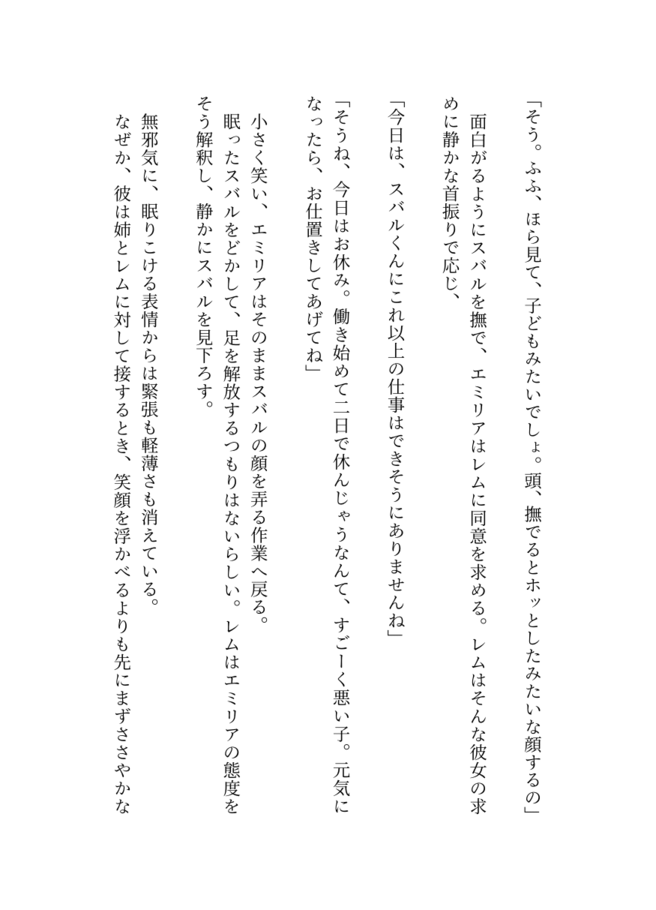 「そう。ふふ、ほら見て、子どもみたいでしょ。頭、撫でるとホッとしたみたいな顔するの」
面白がるようにスバルを撫で、エミリアはレムに同意を求める。レムはそんな彼女の求
めに静かな首振りで応じ、
「今日は、スバルくんにこれ以上の仕事はできそうにありませんね」
「そうね、今日はお休み。働き始めて二日で休んじゃうなんて、すごーく悪い子。元気に
なったら、お仕置きしてあげてね」
小さく笑い、エミリアはそのままスバルの顔を弄る作業へ戻る。
眠ったスバルをどかして、足を解放するつもりはないらしい。レムはエミリアの態度を
そう解釈し、静かにスバルを見下ろす。
無邪気に、眠りこける表情からは緊張も軽薄さも消えている。
なぜか、彼は姉とレムに対して接するとき、笑顔を浮かべるよりも先にまずささやかな